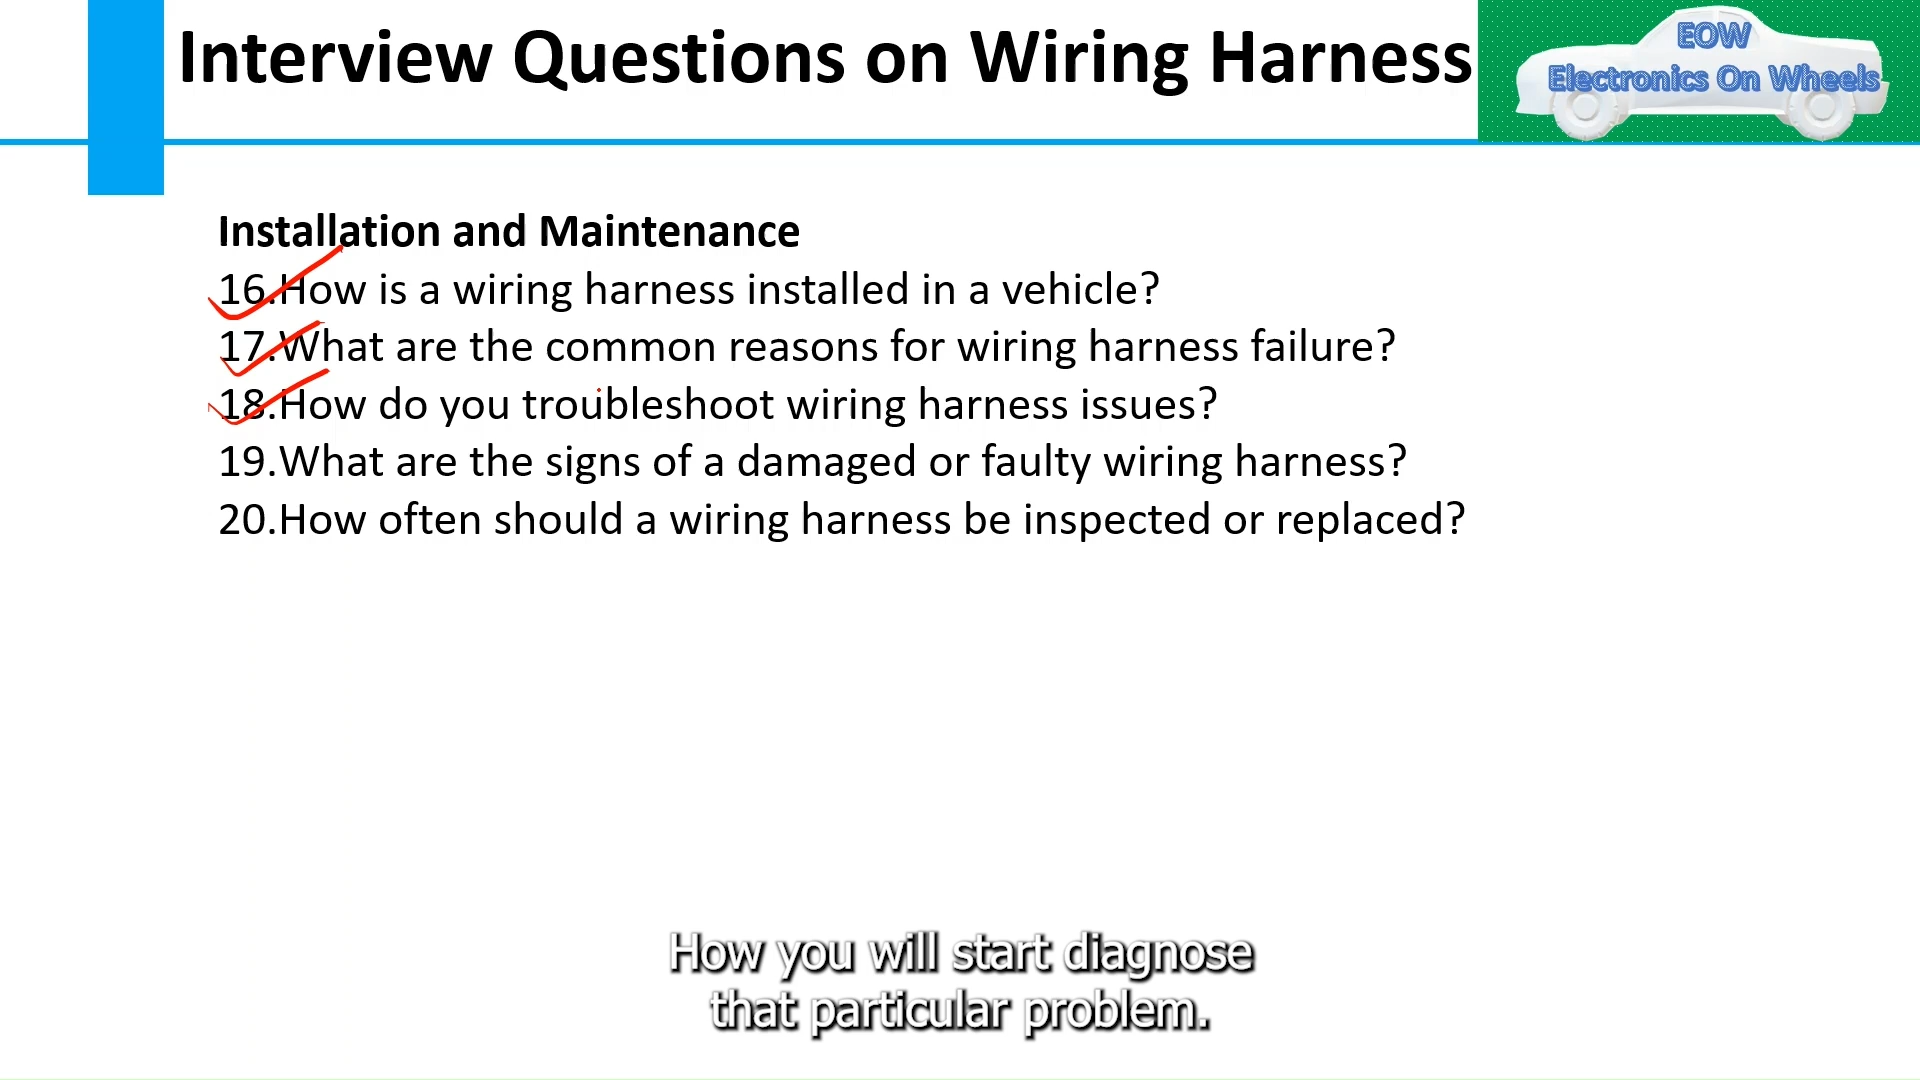 Interview Questions on Wiring Harness
EOW
Electronics On Wheels
Installation and Maintenance
16.How is a wiring harness installed in a vehicle?
17.What are the common reasons for wiring harness failure?
18.How do you troubleshoot wiring harness issues?
19.What are the signs of a damaged or faulty wiring harness?
20.How often should a wiring harness be inspected or replaced?
How you will start diagnose
that particular problem.